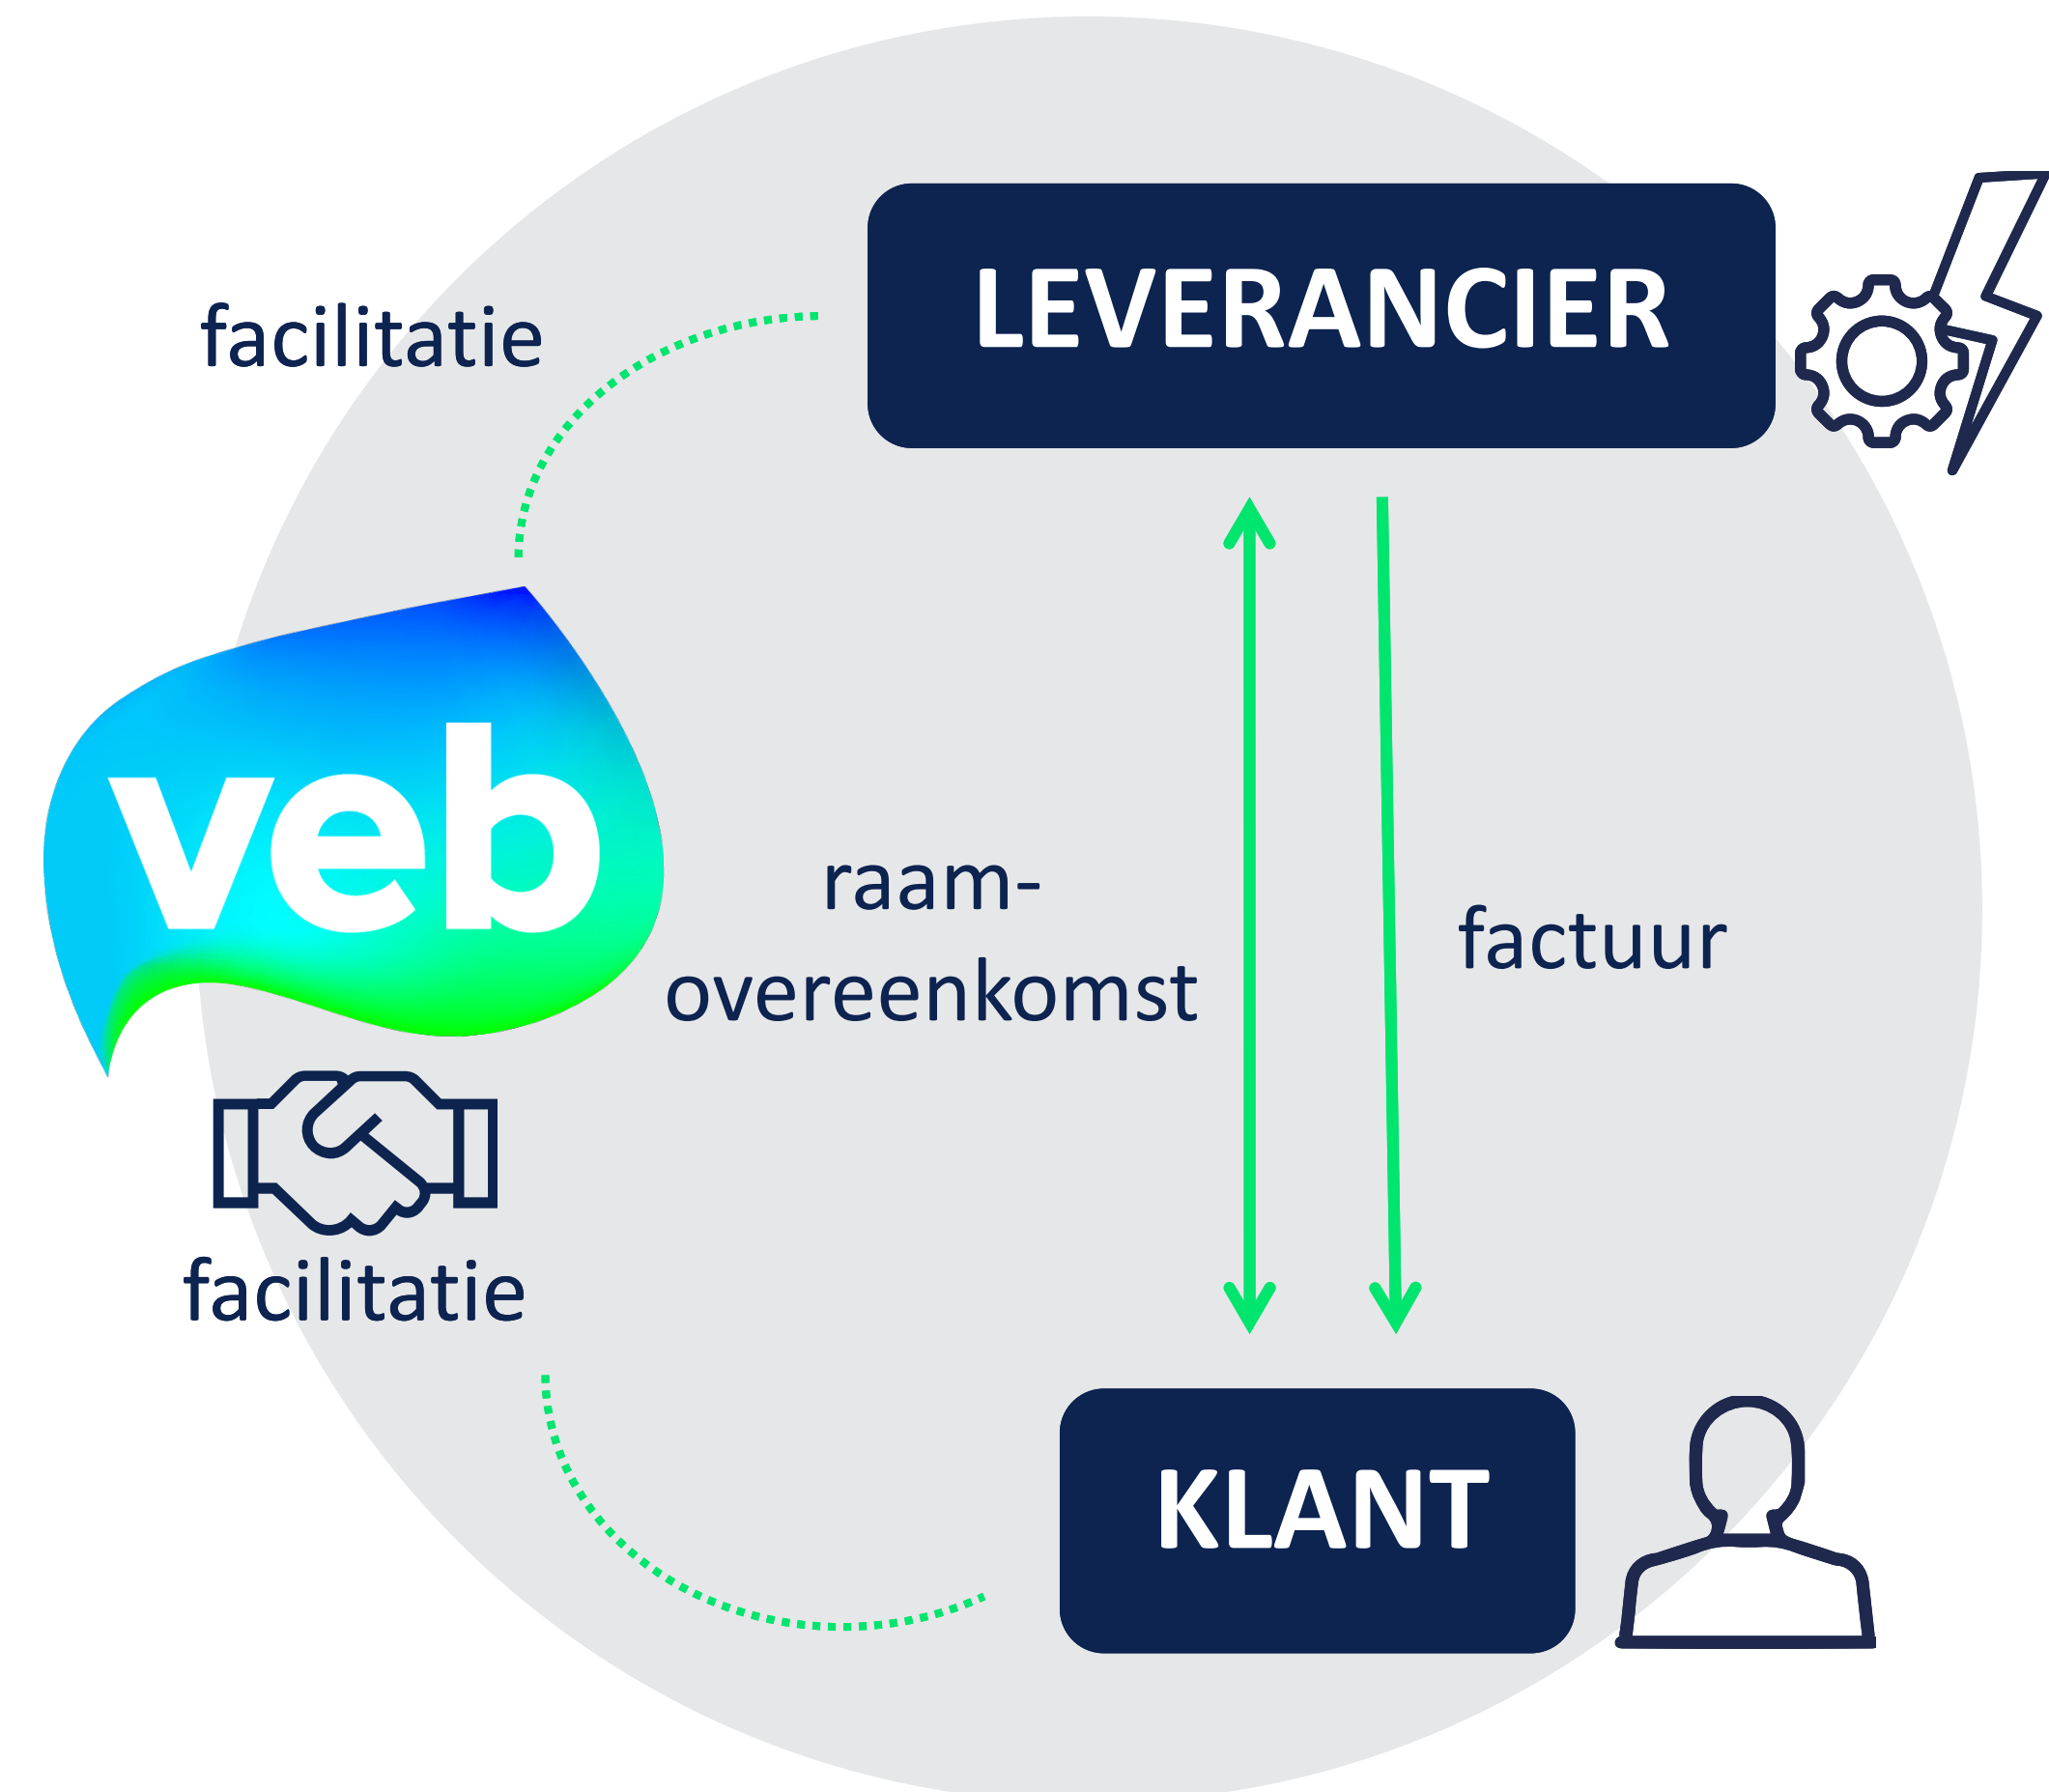 LEVERANCIER
facilitatie
veb
raam-
overeenkomst
factuur
facilitatie
KLANT